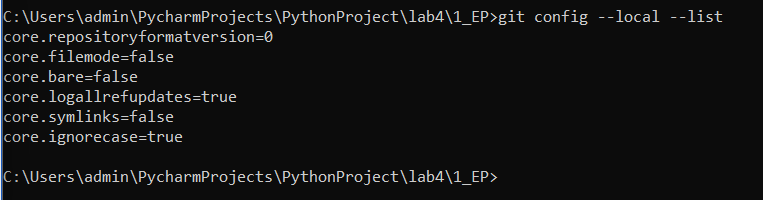 C:\Users\admin\PycharmProjects\PythonProject\lab4\1_EP>git config --local --list
core.repositoryformatversion=0
core.filemode=false
core.bare=false
core.logallrefupdates=true
core.symlinks=false
core.ignorecase=true
C:\Users\admin\PycharmProjects\PythonProject\lab4\1_EP>